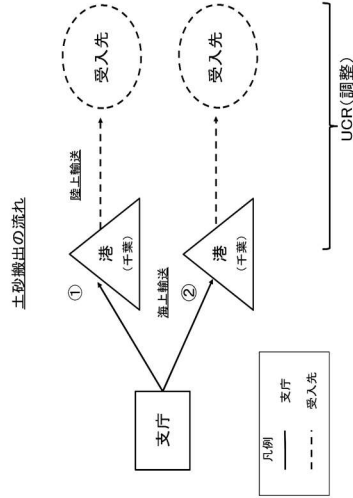 土砂搬出の流れ
支庁
①
②
海上輸送
港
(千葉)
港
(千葉)
陸上輸送
受入先
受入先
UCR(調整)
凡例
支庁
受入先